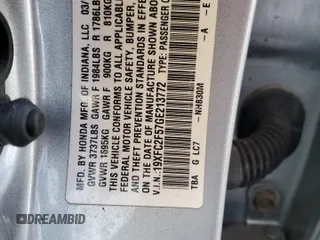 MFD. BY HONDA OF INDIANA, LLC 03/
GVWR 3737LBS GAWR F 1984LBS R 1786LB
GVWR 1695KG GAWR F 900KG R 810KG
THIS VEHICLE CONFORMS TO ALL APPLICABLE
FEDERAL MOTOR VEHICLE SAFETY, BUMPER,
AND THEFT PREVENTION STANDARDS IN EFFE
ON THE DATE OF MANUFACTURE SHOWN ABO
V.I.N.:19XFC2F57GE213772 TYPE: PASSENGER C
NH830M A E
TBA G LC7 A
DREAMBID